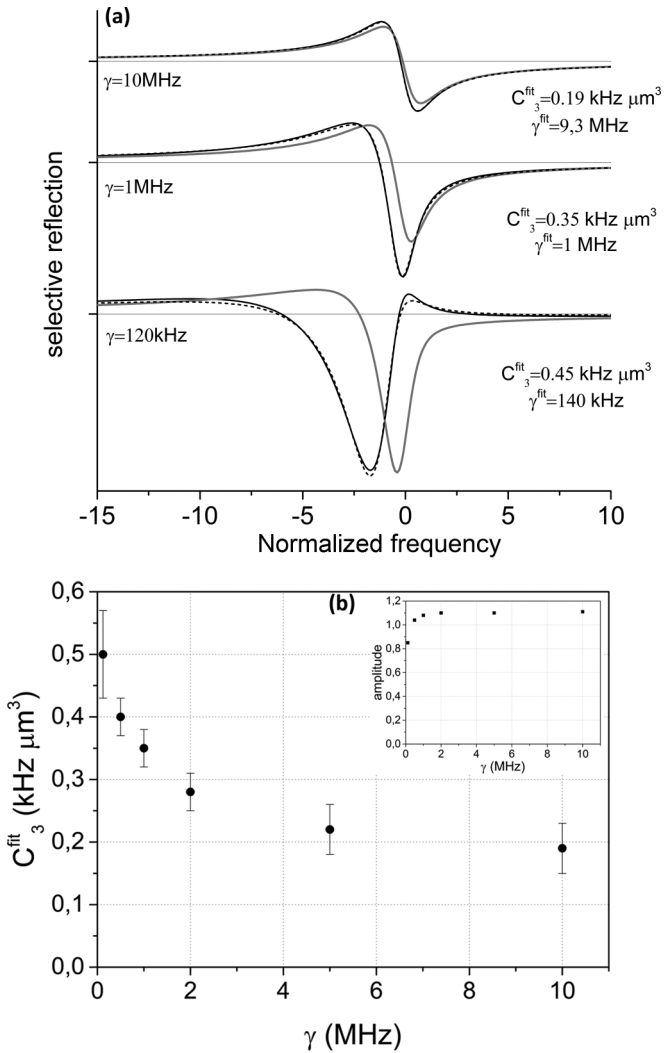 (a)
γ=10MHz
C^fit_3=0.19 kHz μm^3
γ^fit=9,3 MHz
γ=1MHz
C^fit_3=0.35 kHz μm^3
γ^fit=1 MHz
γ=120kHz
C^fit_3=0.45 kHz μm^3
γ^fit=140 kHz
selective reflection
-15 -10 -5 0 5 10
Normalized frequency
(b)
0,6
0,5
0,4
0,3
0,2
0,1
0,0
C^fit_3 (kHz μm^3)
0 2 4 6 8 10
γ (MHz)
1,2
1,0
0,8
0,6
0,4
0,2
0,0
amplitude
0 2 4 6 8 10
γ (MHz)